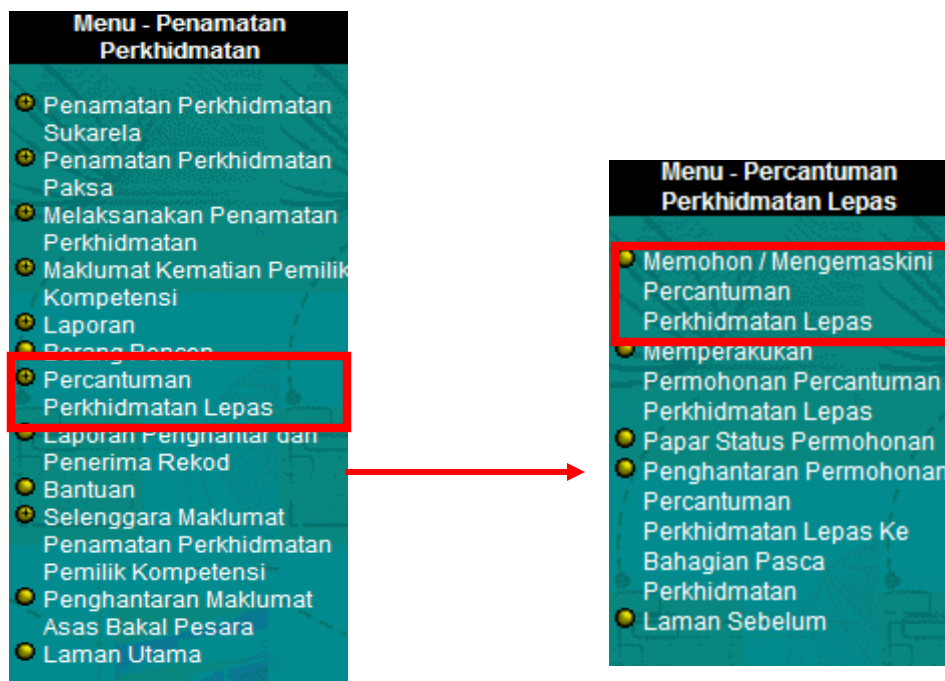 Menu - Penamatan
Perkhidmatan
Penamatan Perkhidmatan
Sukarela
Penamatan Perkhidmatan
Paksa
Melaksanakan Penamatan
Perkhidmatan
Maklumat Kematian Pemilik
Kompetensi
Laporan
Borang Pencen
Percantuman
Perkhidmatan Lepas
Laporan Penghantar dan
Penerima Rekod
Bantuan
Selenggara Maklumat
Penamatan Perkhidmatan
Pemilik Kompetensi
Penghantaran Maklumat
Asas Bakal Pesara
Laman Utama
Menu - Percantuman
Perkhidmatan Lepas
Memohon / Mengemaskini
Percantuman
Perkhidmatan Lepas
Memperakukan
Permohonan Percantuman
Perkhidmatan Lepas
Papar Status Permohonan
Penghantaran Permohonan
Percantuman
Perkhidmatan Lepas Ke
Bahagian Pasca
Perkhidmatan
Laman Sebelum